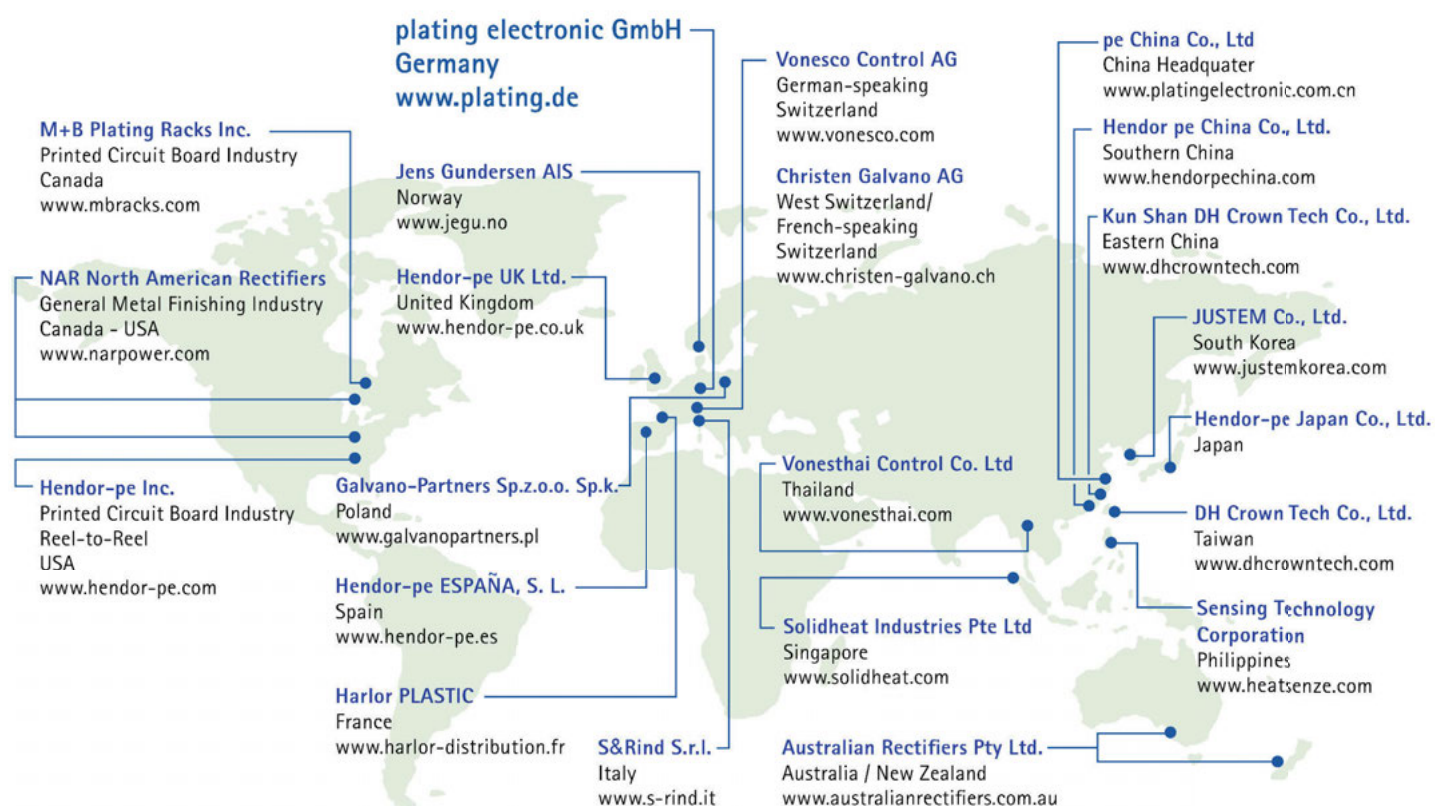 plating electronic GmbH
Germany
www.plating.de
M+B Plating Racks Inc.
Printed Circuit Board Industry
Canada
www.mbracks.com
NAR North American Rectifiers
General Metal Finishing Industry
Canada - USA
www.narpower.com
Hendor-pe Inc.
Printed Circuit Board Industry
Reel-to-Reel
USA
www.hendor-pe.com
Jens Gundersen AIS
Norway
www.jegu.no
Hendor-pe UK Ltd.
United Kingdom
www.hendor-pe.co.uk
Galvano-Partners Sp.z.o.o. Sp.k.
Poland
www.galvanopartners.pl
Hendor-pe ESPAÑA, S. L.
Spain
www.hendor-pe.es
Harlor PLASTIC
France
www.harlor-distribution.fr
S&Rind S.r.l.
Italy
www.s-rind.it
Vonesco Control AG
German-speaking
Switzerland
www.vonesco.com
Christen Galvano AG
West Switzerland/
French-speaking
Switzerland
www.christen-galvano.ch
Vonesthai Control Co. Ltd
Thailand
www.vonesthai.com
Solidheat Industries Pte Ltd
Singapore
www.solidheat.com
Australian Rectifiers Pty Ltd.
Australia / New Zealand
www.australianrectifiers.com.au
pe China Co., Ltd
China Headquater
www.platingelectronic.com.cn
Hendor pe China Co., Ltd.
Southern China
www.hendorpechina.com
Kun Shan DH Crown Tech Co., Ltd.
Eastern China
www.dhcrowntech.com
JUSTEM Co., Ltd.
South Korea
www.justemkorea.com
Hendor-pe Japan Co., Ltd.
Japan
DH Crown Tech Co., Ltd.
Taiwan
www.dhcrowntech.com
Sensing Technology
Corporation
Philippines
www.heatsenze.com